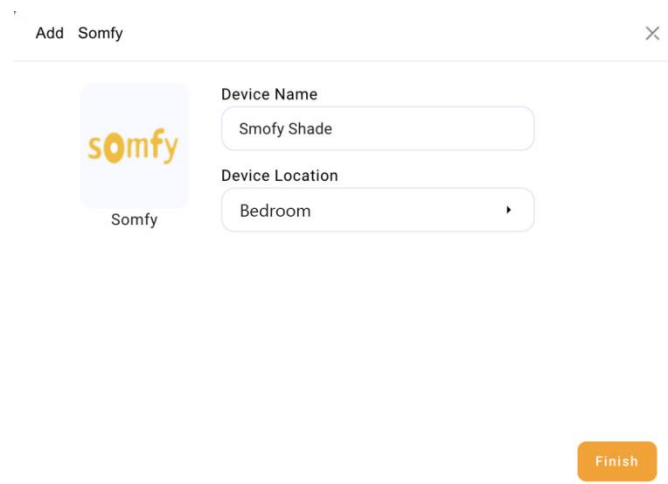 Add Somfy
Device Name
somfy
Smofy Shade
Device Location
Bedroom
Somfy
Finish